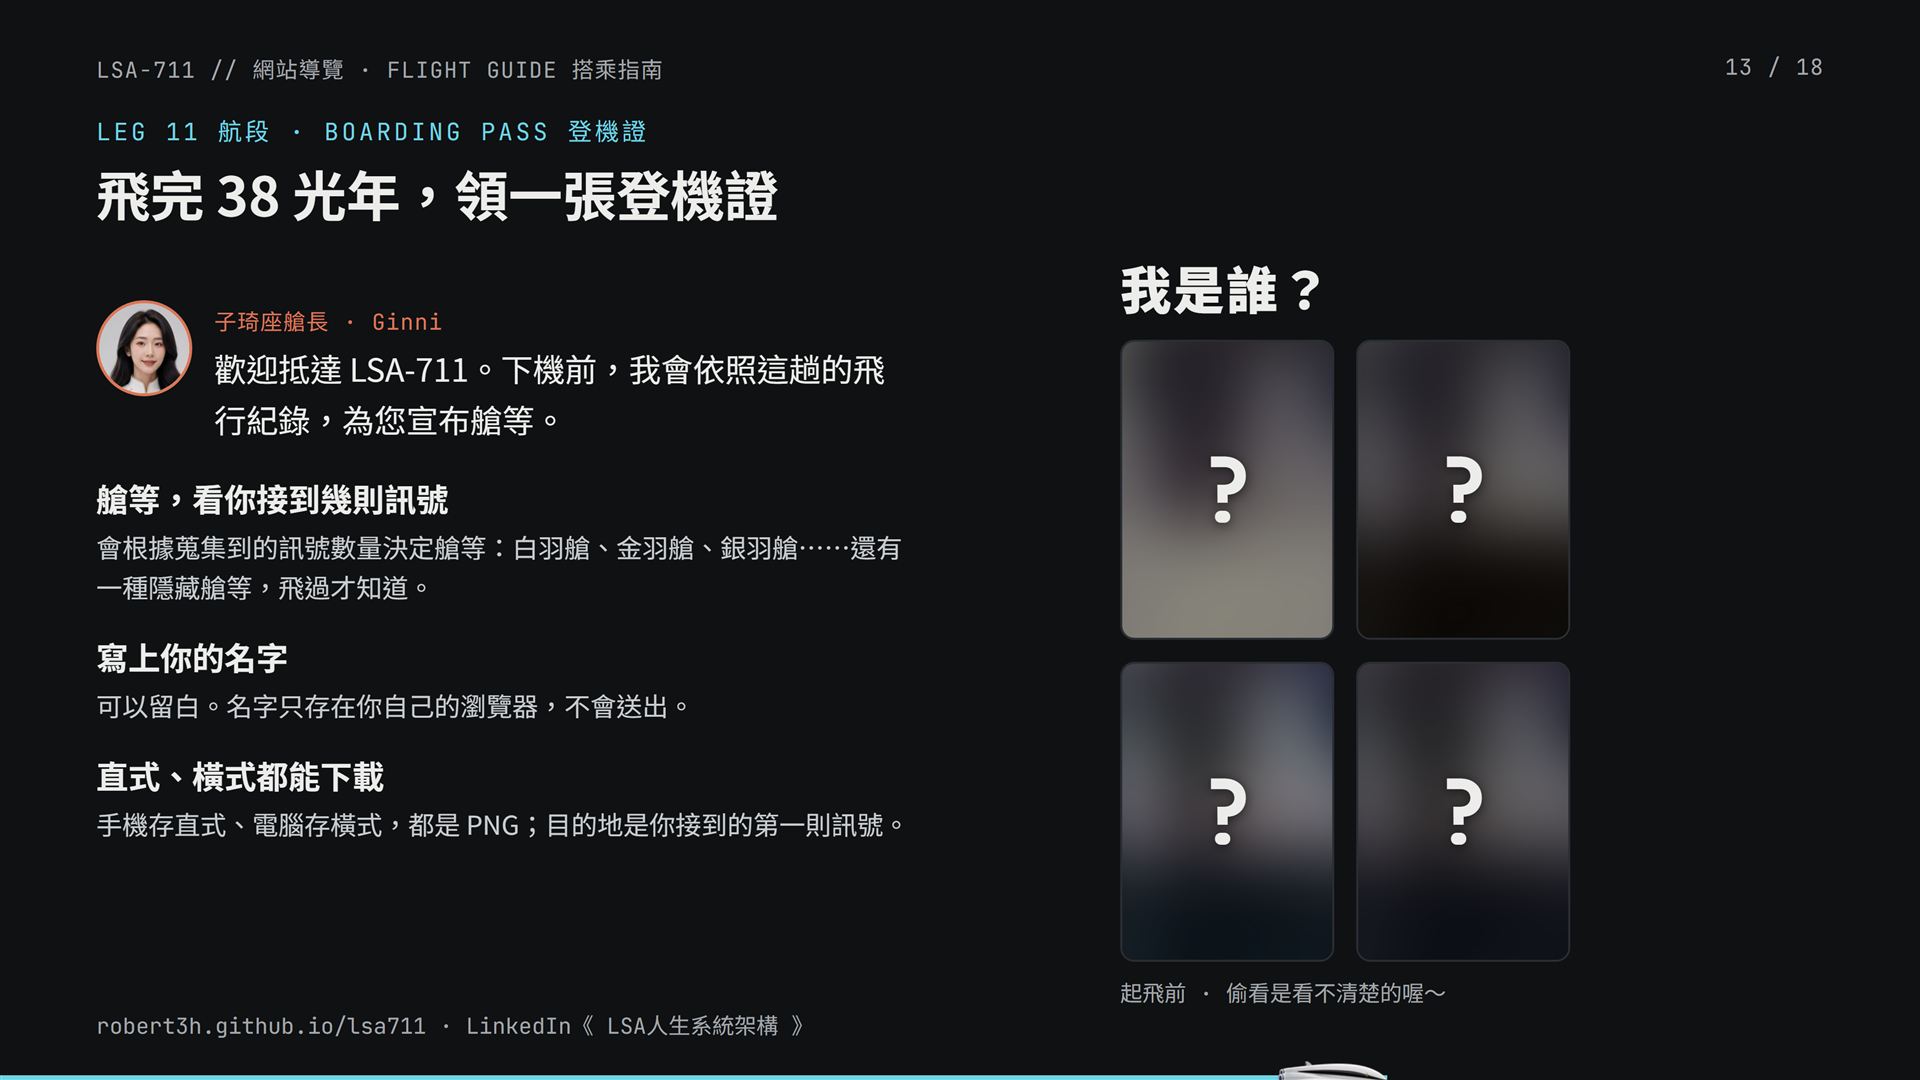 LSA-711 // 網站導覽 · FLIGHT GUIDE 搭乘指南
13 / 18
LEG 11 航段 · BOARDING PASS 登機證
飛完 38 光年，領一張登機證
子琦座艙長 · Ginni
歡迎抵達 LSA-711。下機前，我會依照這趟的飛
行紀錄，為您宣布艙等。
艙等，看你接到幾則訊號
會根據蒐集到的訊號數量決定艙等：白羽艙、金羽艙、銀羽艙……還有
一種隱藏艙等，飛過才知道。
寫上你的名字
可以留白。名字只存在你自己的瀏覽器，不會送出。
直式、橫式都能下載
手機存直式、電腦存橫式，都是 PNG；目的地是你接到的第一則訊號。
我是誰？
? ?
? ?
起飛前 · 偷看是看不清楚的喔～
robert3h.github.io/lsa711 · LinkedIn《 LSA人生系統架構 》